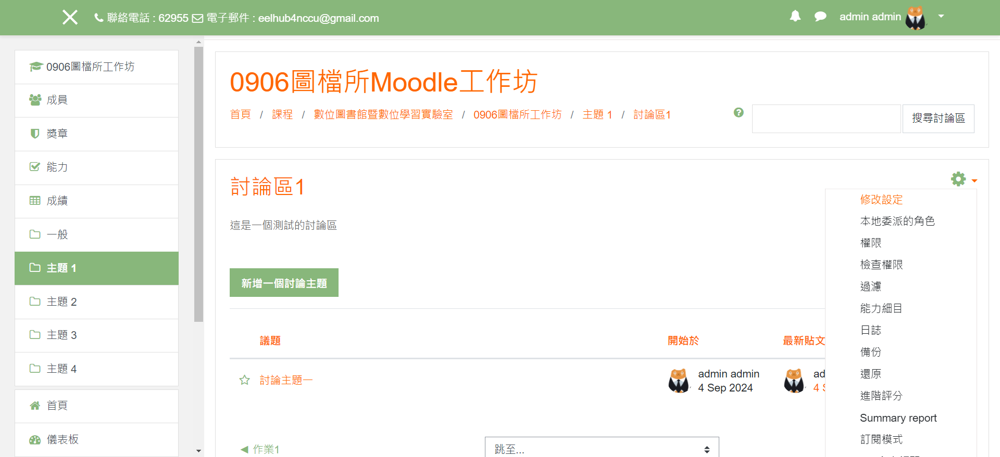 聯絡電話 : 62955 電子郵件 : eelhub4nccu@gmail.com
admin admin
0906圖檔所工作坊
成員
獎章
能力
成績
一般
主題 1
主題 2
主題 3
主題 4
首頁
儀表板
0906圖檔所Moodle工作坊
首頁 / 課程 / 數位圖書館暨數位學習實驗室 / 0906圖檔所工作坊 / 主題 1 / 討論區1
搜尋討論區
討論區1
這是一個測試的討論區
新增一個討論主題
議題 開始於 最新貼文
討論主題一
admin admin
4 Sep 2024
ad
4 S
◀ 作業1
跳至...
修改設定
本地委派的角色
權限
檢查權限
過濾
能力細目
日誌
備份
還原
進階評分
Summary report
訂閱模式